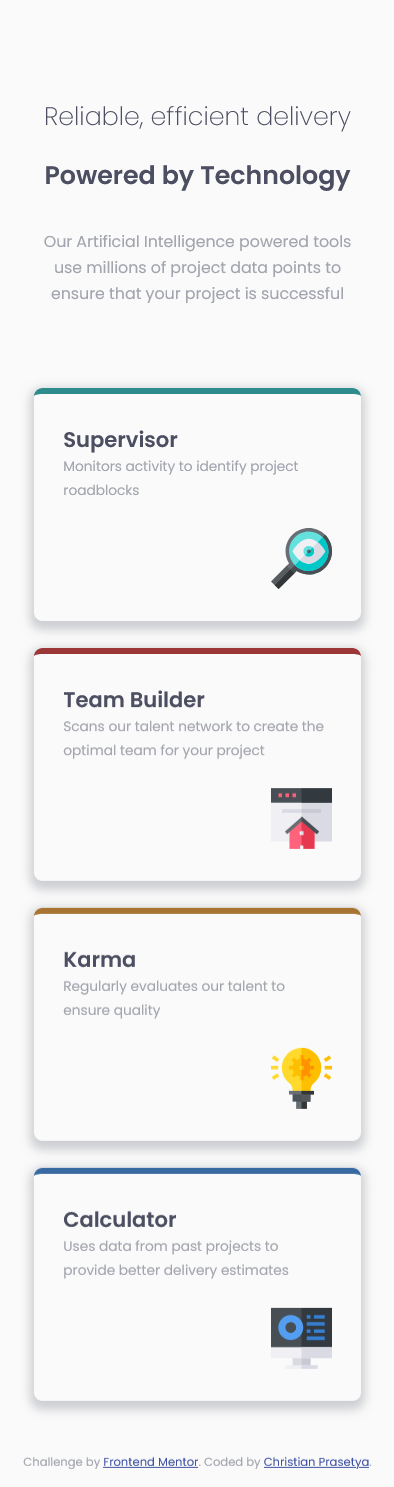 Reliable, efficient delivery
Powered by Technology
Our Artificial Intelligence powered tools
use millions of project data points to
ensure that your project is successful
Supervisor
Monitors activity to identify project
roadblocks
Team Builder
Scans our talent network to create the
optimal team for your project
Karma
Regularly evaluates our talent to
ensure quality
Calculator
Uses data from past projects to
provide better delivery estimates
Challenge by Frontend Mentor. Coded by Christian Prasetya.